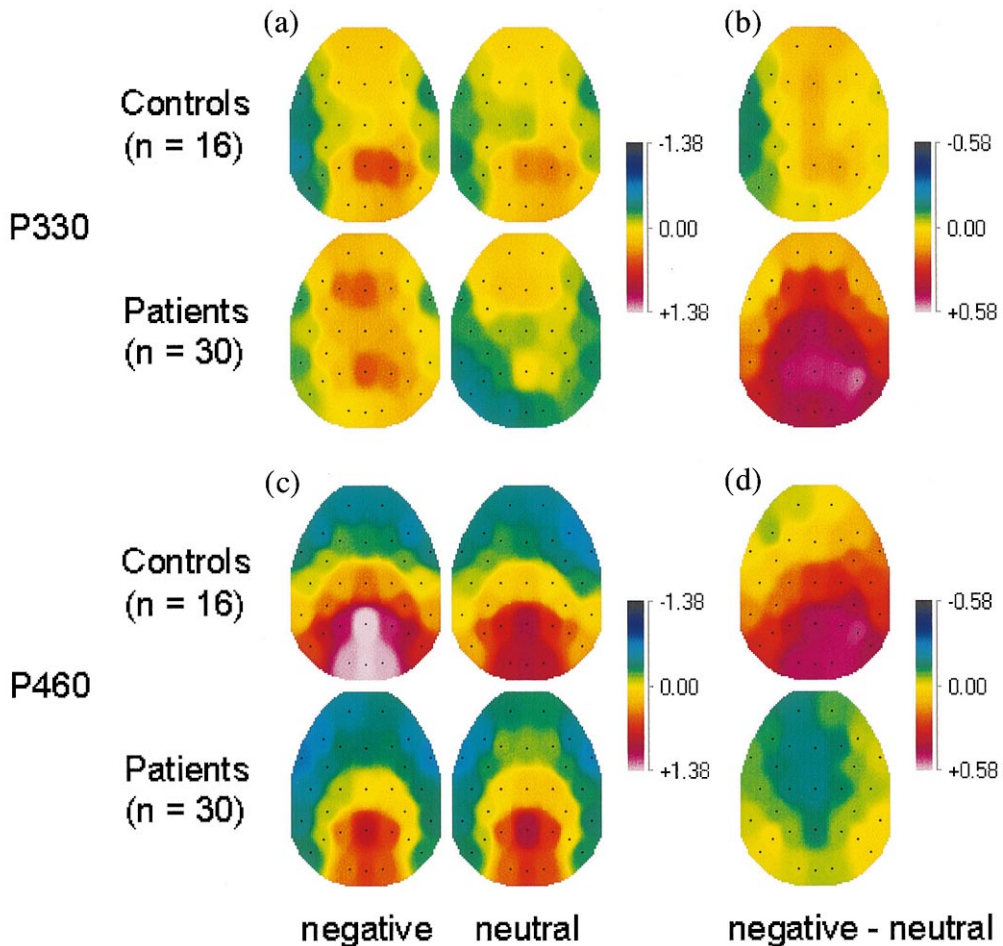 (a)
(b)
Controls
(n = 16)
-1.38
0.00
+1.38
-0.58
0.00
+0.58
P330
Patients
(n = 30)
(c)
(d)
Controls
(n = 16)
-1.38
0.00
+1.38
-0.58
0.00
+0.58
P460
Patients
(n = 30)
negative
neutral
negative - neutral